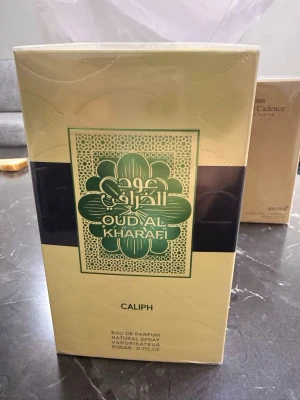 عود
الخرافي
OUD AL
KHARAFI
CALIPH
EAU DE PARFUM
NATURAL SPRAY
VAPORISATEUR
Cadence